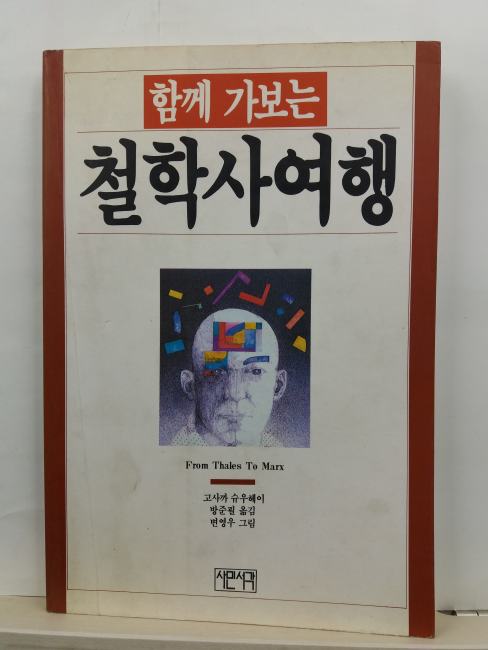 함께 가보는
철학사여행
From Thales To Marx
고사까 슈우헤이
방준필 옮김
변영우 그림
사민서각